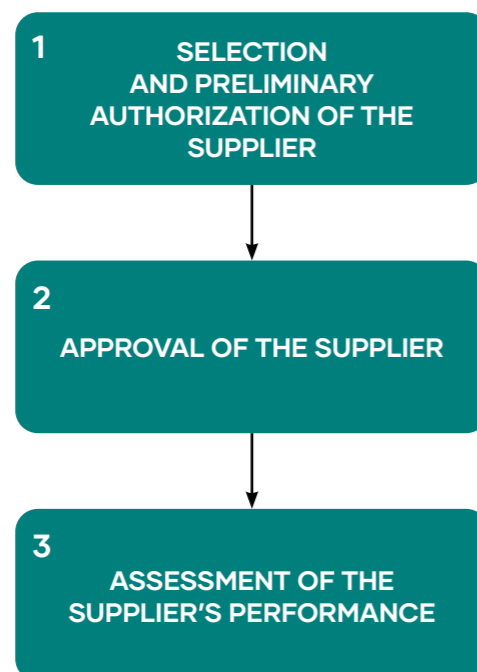 1
SELECTION
AND PRELIMINARY
AUTHORIZATION OF THE
SUPPLIER
2
APPROVAL OF THE SUPPLIER
3
ASSESSMENT OF THE
SUPPLIER’S PERFORMANCE